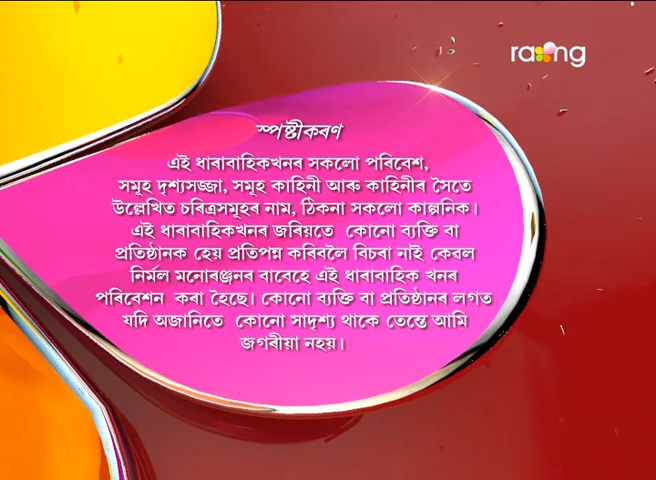 rang
স্পষ্টীকৰণ
এই ধাৰাবাহিকখনৰ সকলো পৰিবেশ,
সমূহ দৃশ্যসজ্জা, সমূহ কাহিনী আৰু কাহিনীৰ সৈতে
উল্লেখিত চৰিত্ৰসমূহৰ নাম, ঠিকনা সকলো কাল্পনিক।
এই ধাৰাবাহিকখনৰ জৰিয়তে কোনো ব্যক্তি বা
প্ৰতিষ্ঠানক হেয় প্ৰতিপন্ন কৰিবলৈ বিচৰা নাই কেৱল
নিৰ্মল মনোৰঞ্জনৰ বাবেহে এই ধাৰাবাহিক খনৰ
পৰিবেশন কৰা হৈছে। কোনো ব্যক্তি বা প্ৰতিষ্ঠানৰ লগত
যদি অজানিতে কোনো সাদৃশ্য থাকে তেন্তে আমি
জগৰীয়া নহয়।